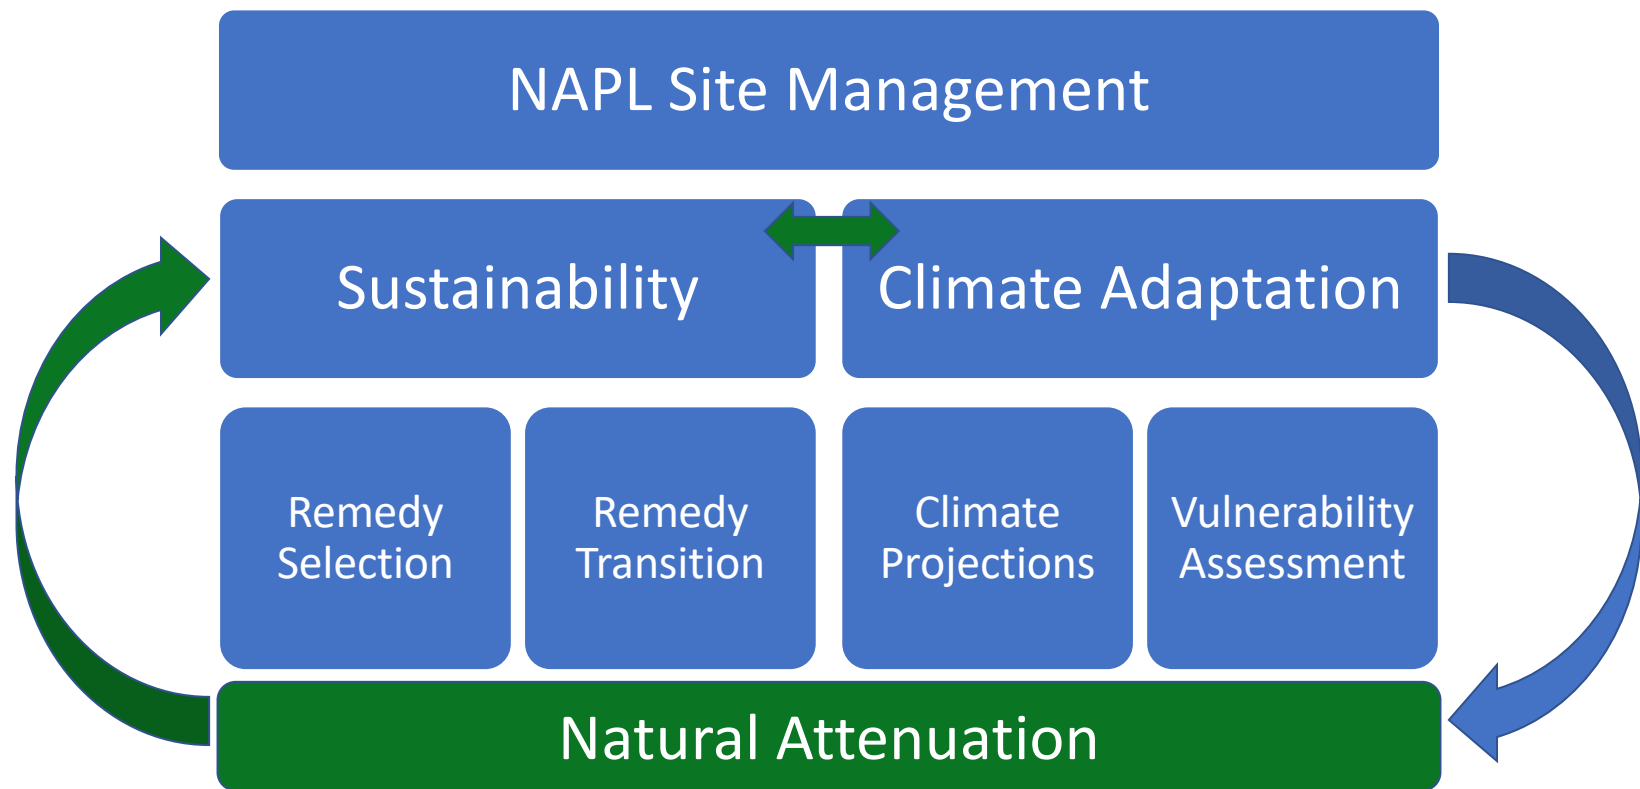 NAPL Site Management
Sustainability
Climate Adaptation
Remedy
Selection
Remedy
Transition
Climate
Projections
Vulnerability
Assessment
Natural Attenuation